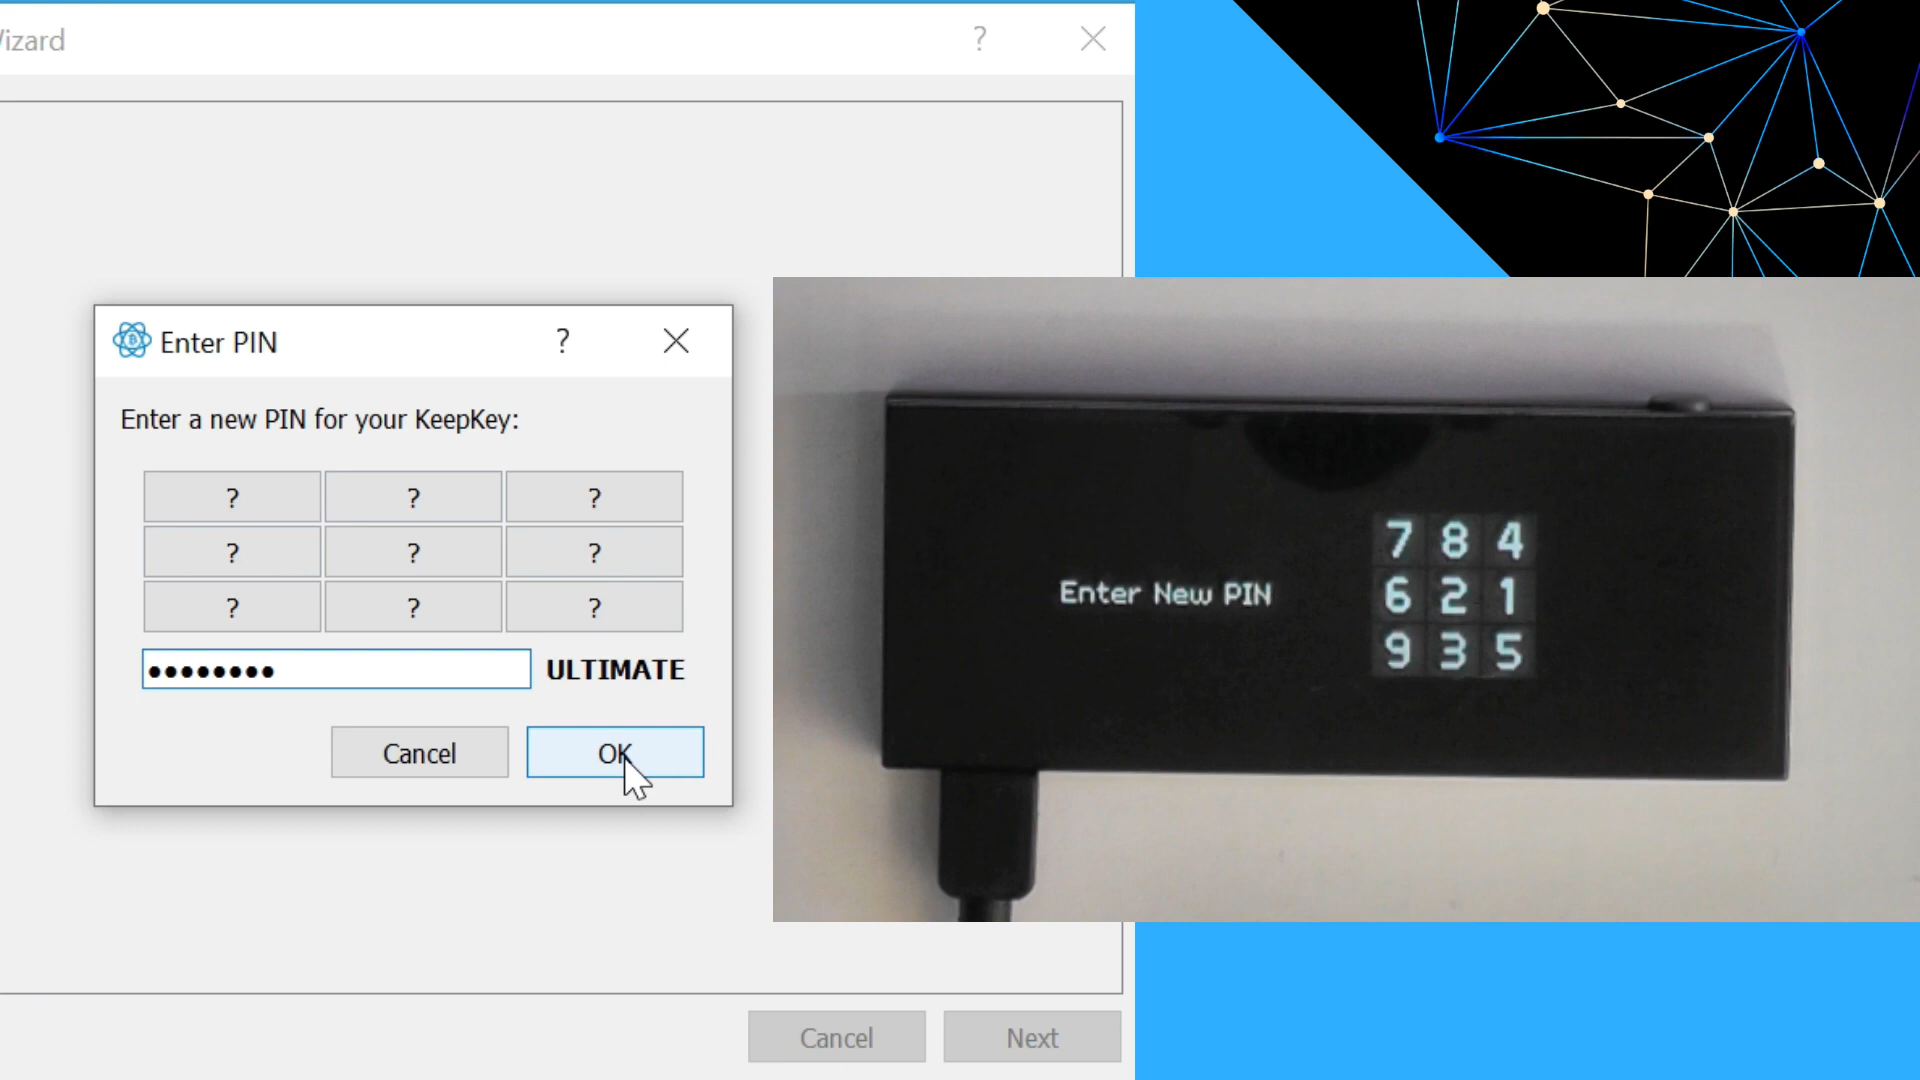 Wizard
?
Enter PIN
?
Enter a new PIN for your KeepKey:
? ? ?
? ? ?
? ? ?
●●●●●●●● ULTIMATE
Cancel OK
Enter New PIN
7 8 4
6 2 1
9 3 5
Cancel Next